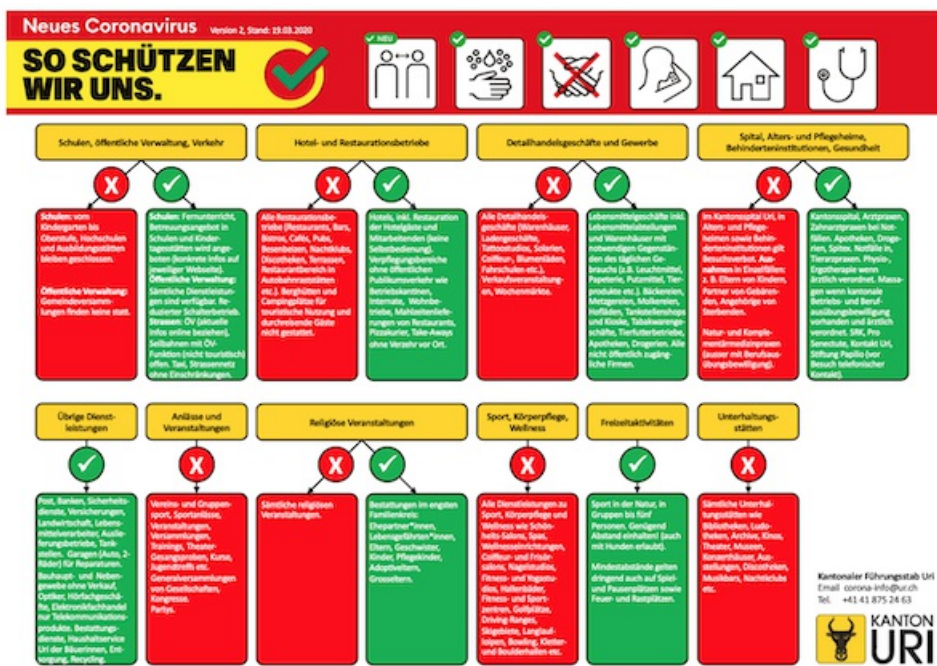 Neues Coronavirus Version 2, Stand: 19.03.2020
NEU
SO SCHÜTZEN
WIR UNS.
Schulen, öffentliche Verwaltung, Verkehr
Schulen: vom
Kindergarten bis
Oberstufe, Hochschulen
und Ausbildungsstätten
bleiben geschlossen.
Öffentliche Verwaltung:
Gemeindeversamm-
lungen finden keine statt.
Schulen: Fernunterricht,
Betreuungsangebot in
Schulen und Kinder-
tagesstätten wird ange-
boten (konkrete Infos auf
jeweiliger Webseite).
Öffentliche Verwaltung:
Sämtliche Dienstleistun-
gen sind verfügbar. Re-
duzierter Schalterbetrieb.
Strassen: ÖV (aktuelle
Infos online beziehen),
Seilbahnen mit ÖV-
Funktion (nicht touristisch)
offen. Taxi, Strassennetz
ohne Einschränkungen.
Hotel- und Restaurationsbetriebe
Alle Restaurationsbe-
triebe (Restaurants, Bars,
Bistros, Cafés, Pubs,
Besenbeizen, Nachtklubs,
Discotheken, Terrassen,
Restaurantbereich in
Autobahnraststätten
etc.). Berghütten und
Campingplätze für
touristische Nutzung und
durchreisende Gäste
nicht gestattet.
Hotels, inkl. Restauration
der Hotelgäste und
Mitarbeitenden (keine
Selbstbedienung).
Verpflegungsbereiche
ohne öffentlichen
Publikumsverkehr wie
Betriebskantinen,
Internate, Wohnbe-
triebe, Mahlzeitenliefe-
rungen von Restaurants,
Pizzakurier, Take-Aways
ohne Verzehr vor Ort.
Detailhandelsgeschäfte und Gewerbe
Alle Detailhandels-
geschäfte (Warenhäuser,
Ladengeschäfte,
Tattoostudios, Solarien,
Coiffeur-, Blumenläden,
Fahrschulen etc.),
Verkaufsveranstaltun-
gen, Wochenmärkte.
Lebensmittelgeschäfte inkl.
Lebensmittelabteilungen
und Warenhäuser mit
notwendigen Gegenstän-
den des täglichen Ge-
brauchs (z.B. Leuchtmittel,
Papeterie, Putzmittel, Tier-
produkte etc.). Bäckereien,
Metzgereien, Molkereien,
Hofläden, Tankstellenshops
und Kioske, Tabakwarenge-
schäfte, Tierfutterbetriebe,
Apotheken, Drogerien. Alle
nicht öffentlich zugäng-
liche Firmen.
Spital, Alters- und Pflegeheime,
Behinderteninstitutionen, Gesundheit
Im Kantonsspital Uri, in
Alters- und Pflege-
heimen sowie Behinder-
teninstitutionen gilt
Besuchsverbot. Aus-
nahmen in Einzelfällen:
z. B. Eltern von Kindern,
Partner von Gebären-
den, Angehörige von
Sterbenden.
Natur- und Komple-
mentärmedizinpraxen
(ausser mit Berufsaus-
übungsbewilligung).
Kantonsspital, Arztpraxen,
Zahnarztpraxen bei Not-
fällen. Apotheken, Droge-
rien, Spitex. Notfälle in
Tierarztpraxen. Physio-,
Ergotherapie wenn
ärztlich verordnet. Massa-
gen wenn kantonale
Betriebs- und Beruf-
ausübungsbewilligung
vorhanden und ärztlich
verordnet. SRK, Pro
Senectute, Kontakt Uri,
Stiftung Papilio (vor
Besuch telefonischer
Kontakt).
Übrige Dienst-
leistungen
Post, Banken, Sicherheits-
dienste, Versicherungen,
Landwirtschaft, Lebens-
mittelverarbeiter, Auslie-
ferungsbetriebe, Tank-
stellen. Garagen (Auto, 2-
Räder) für Reparaturen.
Bauhaupt- und Neben-
gewebe ohne Verkauf,
Optiker, Hörfachgeschä-
fte, Elektronikfachhandel
nur Telekommunikations-
produkte. Bestattungs-
dienste, Haushaltservice
Uri der Bäuerinnen, Ent-
sorgung, Recycling.
Anlässe und
Veranstaltungen
Vereins- und Gruppen-
sport, Sportanlässe,
Veranstaltungen,
Versammlungen,
Trainings, Theater-
Gesangsproben, Kurse,
Jugendtreffs etc.
Generalversammlungen
von Gesellschaften,
Kongresse.
Partys.
Religiöse Veranstaltungen
Sämtliche religiösen
Veranstaltungen.
Bestattungen im engsten
Familienkreis:
Ehepartner*innen,
Lebensgefährten*innen,
Eltern, Geschwister,
Kinder, Pflegekinder,
Adoptiveltern,
Grosseltern.
Sport, Körperpflege,
Wellness
Alle Dienstleistungen zu
Sport, Körperpflege und
Wellness wie Schön-
heits-Salons, Spas,
Wellnesseinrichtungen,
Coiffeur- und Frisör-
salons, Nagelstudios,
Fitness- und Yogastu-
dios, Hallenbäder,
Fitness- und Sport-
zentren, Golfplätze,
Driving-Ranges,
Skigebiete, Langlauf-
loipen, Bowling, Kletter-
und Boulderhallen etc.
Freizeitaktivitäten
Sport in der Natur, in
Gruppen bis fünf
Personen. Genügend
Abstand einhalten! (auch
mit Hunden erlaubt).
Mindestabstände gelten
dringend auch auf Spiel-
und Pausenplätzen sowie
Feuer- und Rastplätzen.
Unterhaltungs-
stätten
Sämtliche Unterhal-
tungsstätten wie
Bibliotheken, Ludo-
theken, Archive, Kinos,
Theater, Museen,
Konzerthäuser, Aus-
stellungen, Discotheken,
Musikbars, Nachtclubs
etc.
Kantonaler Führungsstab Uri
Email corona-info@ur.ch
Tel. +41 41 875 24 63
KANTON
URI